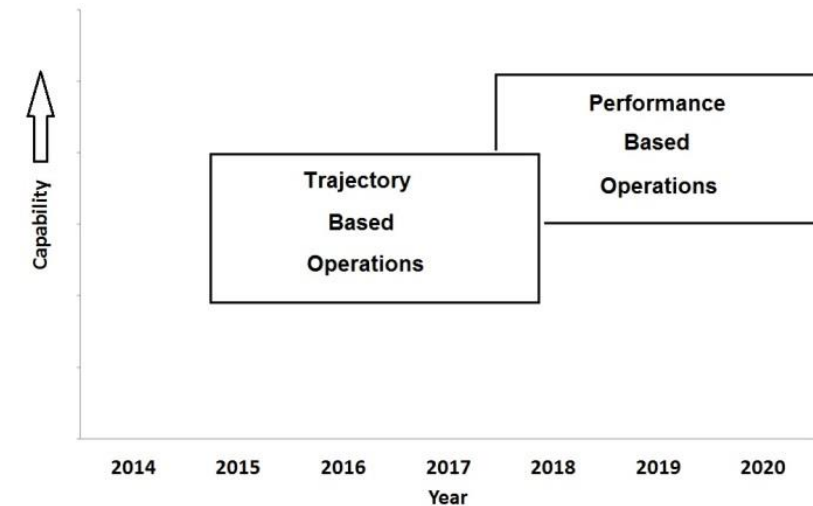 Performance
Based
Operations
Trajectory
Based
Operations
Capability
2014 2015 2016 2017 2018 2019 2020
Year